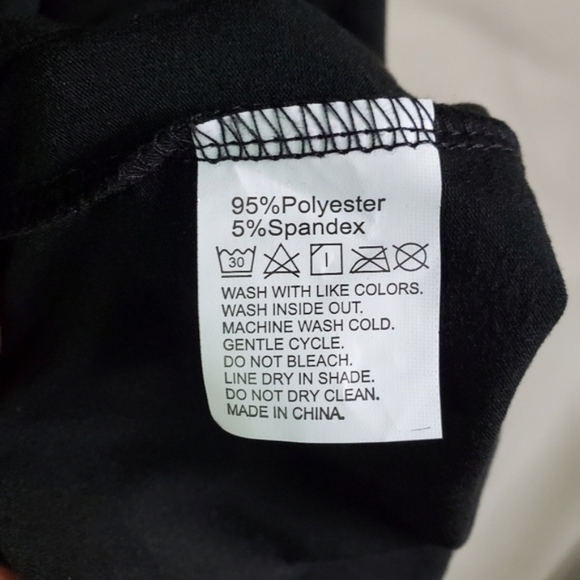 95%Polyester
5%Spandex
30
WASH WITH LIKE COLORS.
WASH INSIDE OUT.
MACHINE WASH COLD.
GENTLE CYCLE.
DO NOT BLEACH.
LINE DRY IN SHADE.
DO NOT DRY CLEAN.
MADE IN CHINA.